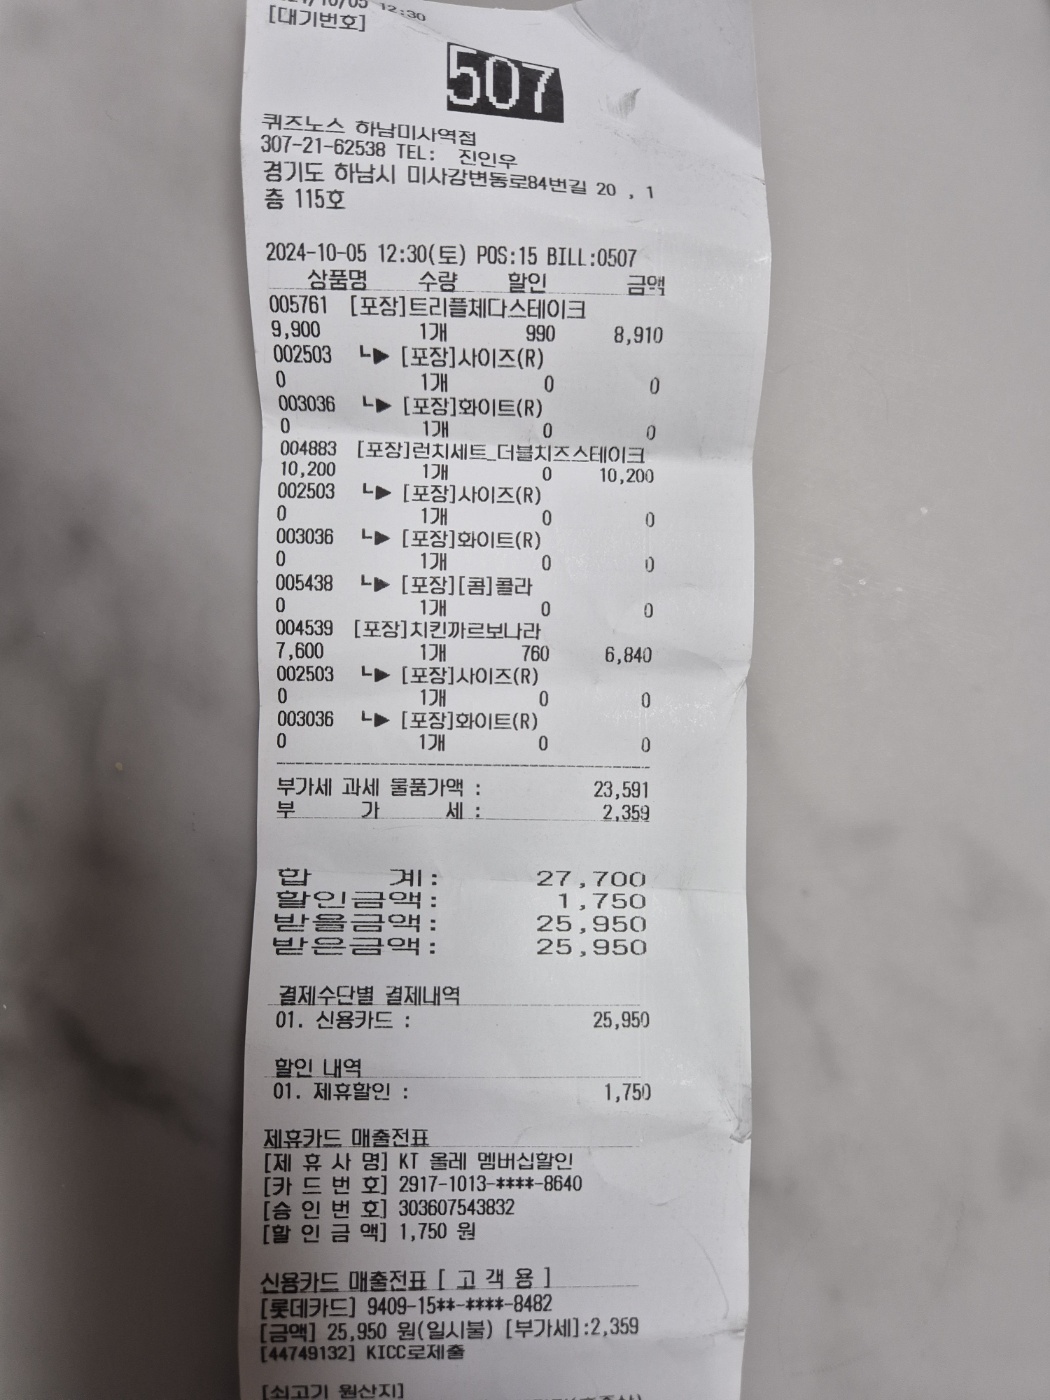 12:30
[대기번호]
507
퀴즈노스 하남미사역점
307-21-62538 TEL: 진인우
경기도 하남시 미사강변동로84번길 20 , 1
층 115호
2024-10-05 12:30(토) POS:15 BILL:0507
상품명 수량 할인 금액
005761 [포장]트리플체다스테이크
9,900 1개 990 8,910
002503 ┗▶ [포장]사이즈(R)
0 1개 0 0
003036 ┗▶ [포장]화이트(R)
0 1개 0 0
004883 [포장]런치세트_더블치즈스테이크
10,200 1개 0 10,200
002503 ┗▶ [포장]사이즈(R)
0 1개 0 0
003036 ┗▶ [포장]화이트(R)
0 1개 0 0
005438 ┗▶ [포장][콤]콜라
0 1개 0 0
004539 [포장]치킨까르보나라
7,600 1개 760 6,840
002503 ┗▶ [포장]사이즈(R)
0 1개 0 0
003036 ┗▶ [포장]화이트(R)
0 1개 0 0
부가세 과세 물품가액 : 23,591
부 가 세 : 2,359
합 계: 27,700
할인금액: 1,750
받을금액: 25,950
받은금액: 25,950
결제수단별 결제내역
01. 신용카드 : 25,950
할인 내역
01. 제휴할인 : 1,750
제휴카드 매출전표
[제 휴 사 명] KT 올레 멤버십할인
[카 드 번 호] 2917-1013-****-8640
[승 인 번 호] 303607543832
[할 인 금 액] 1,750 원
신용카드 매출전표 [ 고 객 용 ]
[롯데카드] 9409-15**-****-8482
[금액] 25,950 원(일시불) [부가세]:2,359
[44749132] KICC로제출
[쇠고기 원산지]